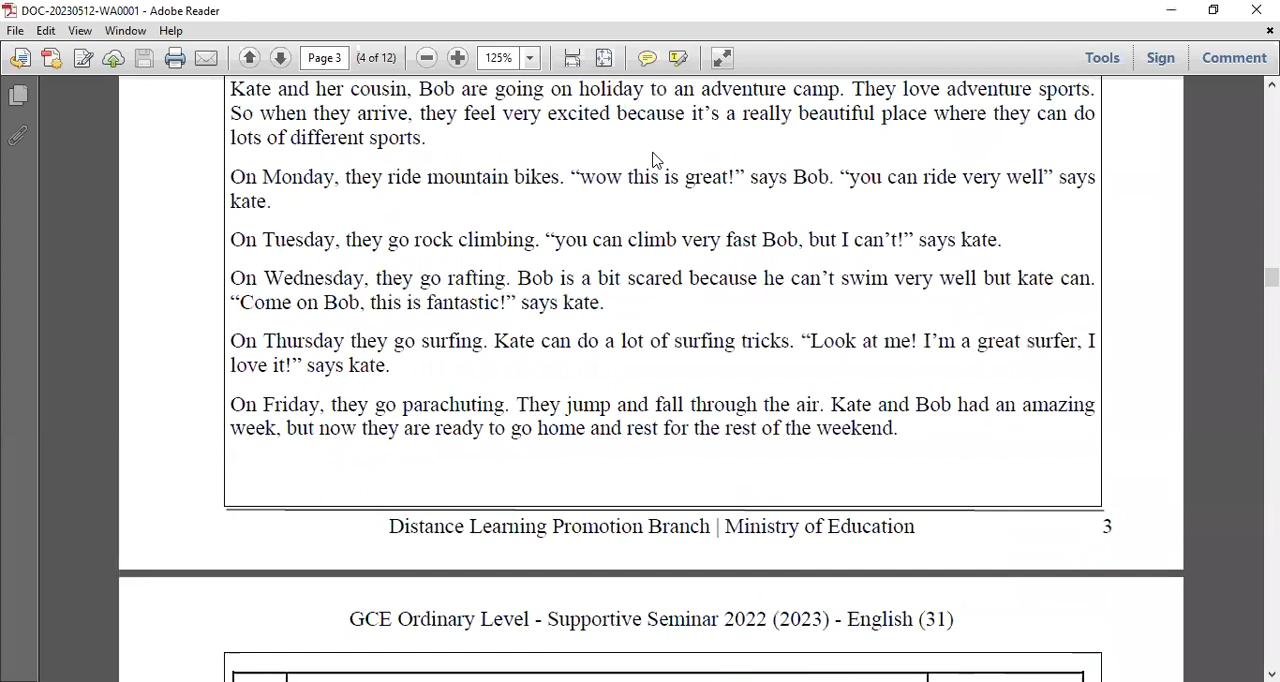 DOC-20230512-WA0001 - Adobe Reader
File Edit View Window Help
Page 3 (4 of 12) 125% Tools Sign Comment
Kate and her cousin, Bob are going on holiday to an adventure camp. They love adventure sports.
So when they arrive, they feel very excited because it’s a really beautiful place where they can do
lots of different sports.
On Monday, they ride mountain bikes. “wow this is great!” says Bob. “you can ride very well” says
kate.
On Tuesday, they go rock climbing. “you can climb very fast Bob, but I can’t!” says kate.
On Wednesday, they go rafting. Bob is a bit scared because he can’t swim very well but kate can.
“Come on Bob, this is fantastic!” says kate.
On Thursday they go surfing. Kate can do a lot of surfing tricks. “Look at me! I’m a great surfer, I
love it!” says kate.
On Friday, they go parachuting. They jump and fall through the air. Kate and Bob had an amazing
week, but now they are ready to go home and rest for the rest of the weekend.
Distance Learning Promotion Branch | Ministry of Education 3
GCE Ordinary Level - Supportive Seminar 2022 (2023) - English (31)